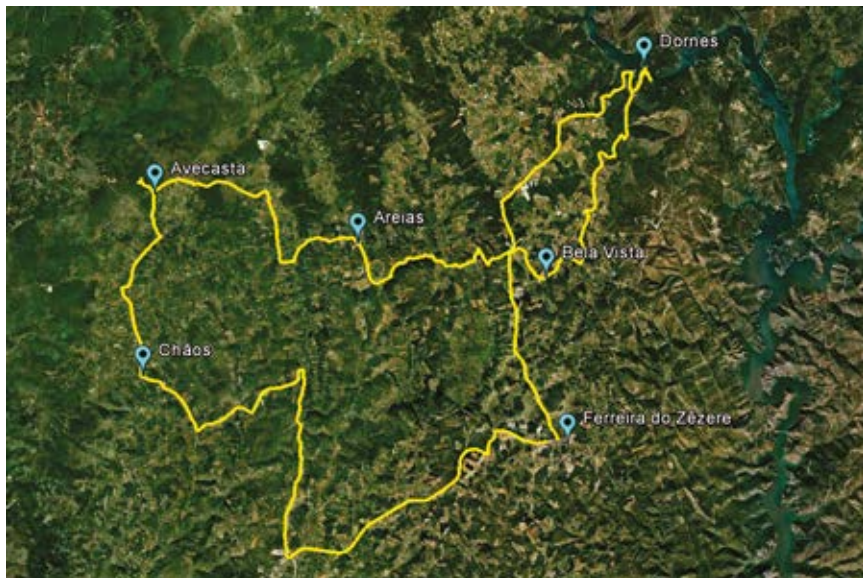 Dornes
Avecasta
Areias
Bela Vista
Chãos
Ferreira do Zêzere